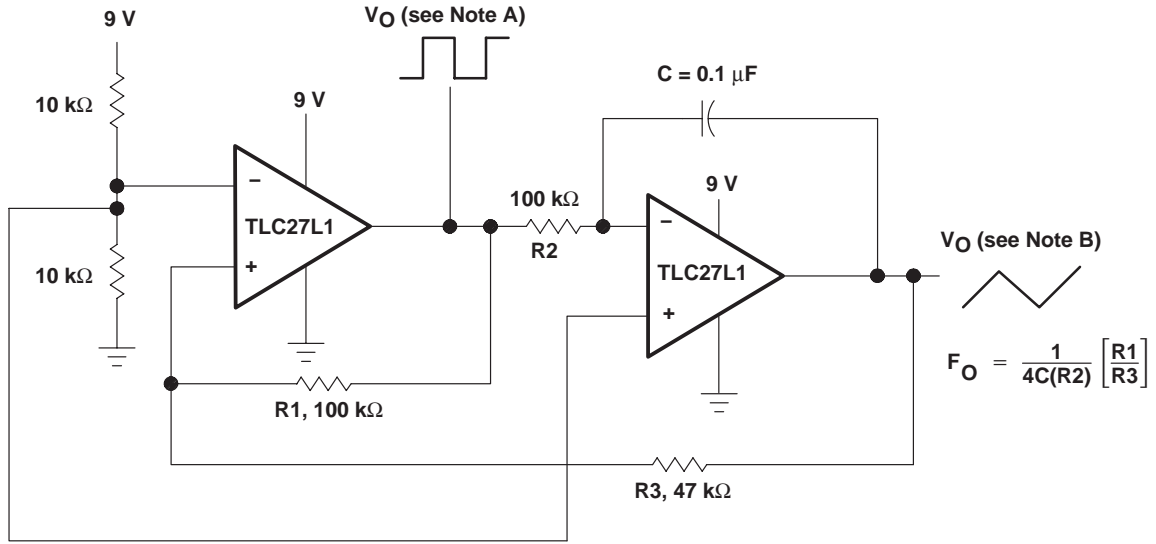 9 V
VO (see Note A)
C = 0.1 μF
10 kΩ
9 V
−
TLC27L1
+
10 kΩ
100 kΩ
R2
9 V
−
TLC27L1
+
VO (see Note B)
FO = 1 / 4C(R2) [R1 / R3]
R1, 100 kΩ
R3, 47 kΩ